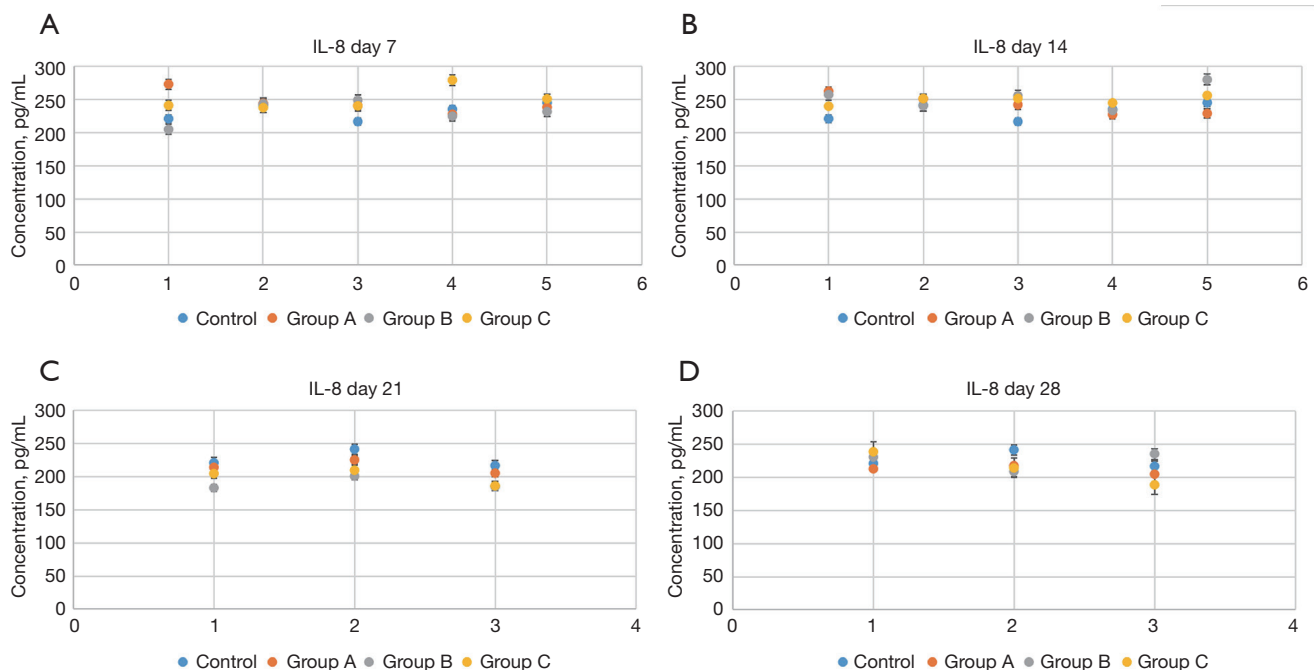 A
IL-8 day 7
Concentration, pg/mL
300
250
200
150
100
50
0
0 1 2 3 4 5 6
Control Group A Group B Group C
B
IL-8 day 14
Concentration, pg/mL
300
250
200
150
100
50
0
0 1 2 3 4 5 6
Control Group A Group B Group C
C
IL-8 day 21
Concentration, pg/mL
300
250
200
150
100
50
0
0 1 2 3 4
Control Group A Group B Group C
D
IL-8 day 28
Concentration, pg/mL
300
250
200
150
100
50
0
0 1 2 3 4
Control Group A Group B Group C